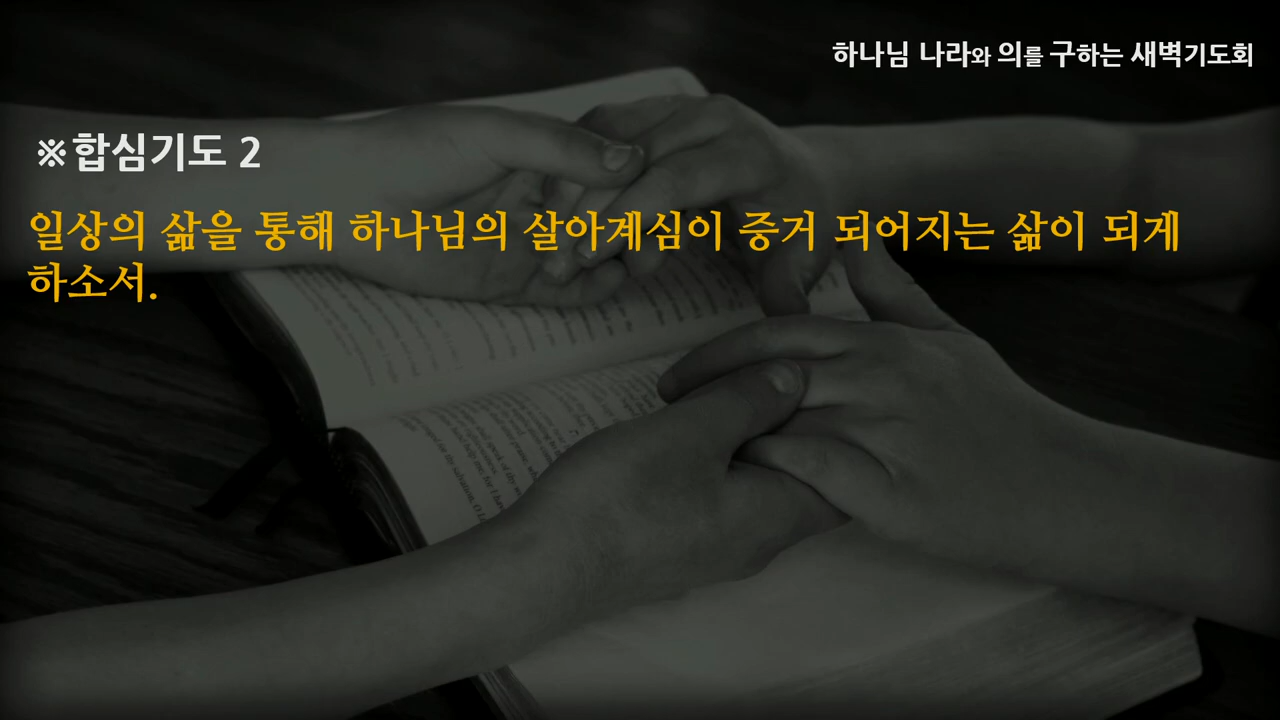 하나님 나라와 의를 구하는 새벽기도회
※합심기도 2
일상의 삶을 통해 하나님의 살아계심이 증거 되어지는 삶이 되게
하소서.